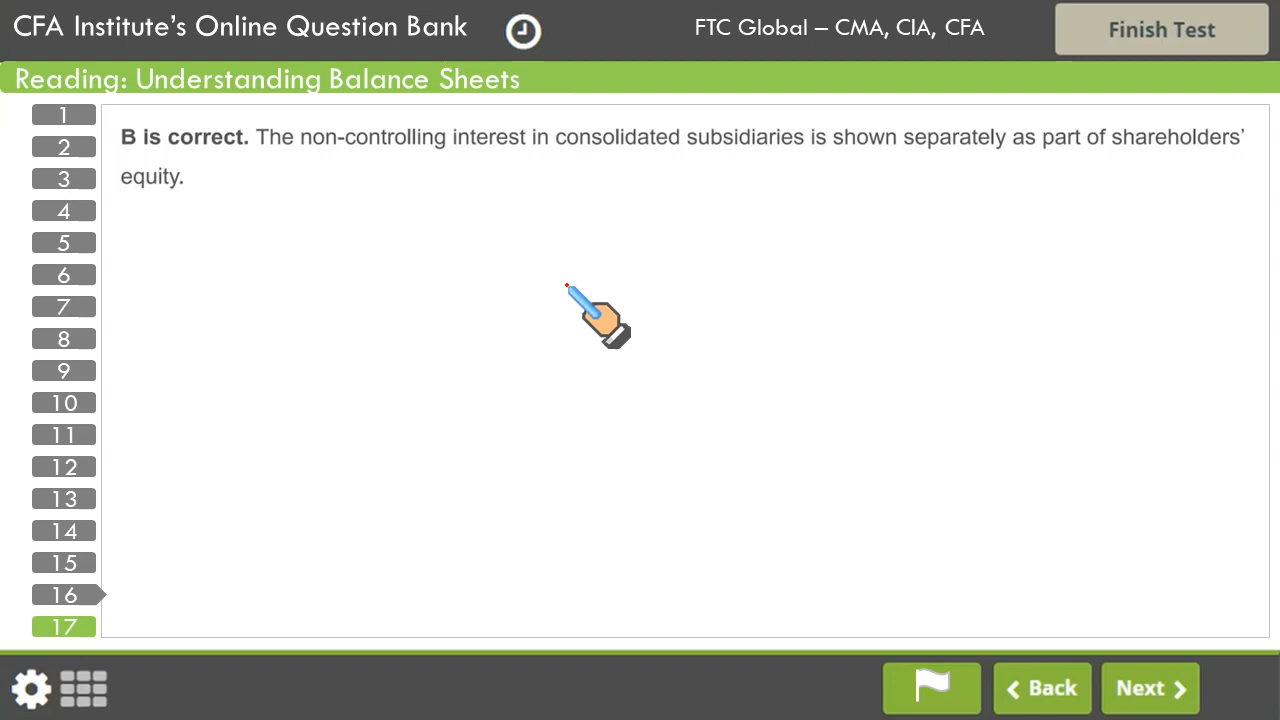 CFA Institute’s Online Question Bank
FTC Global – CMA, CIA, CFA
Finish Test
Reading: Understanding Balance Sheets
1
2
3
4
5
6
7
8
9
10
11
12
13
14
15
16
17
B is correct. The non-controlling interest in consolidated subsidiaries is shown separately as part of shareholders’
equity.
Back
Next